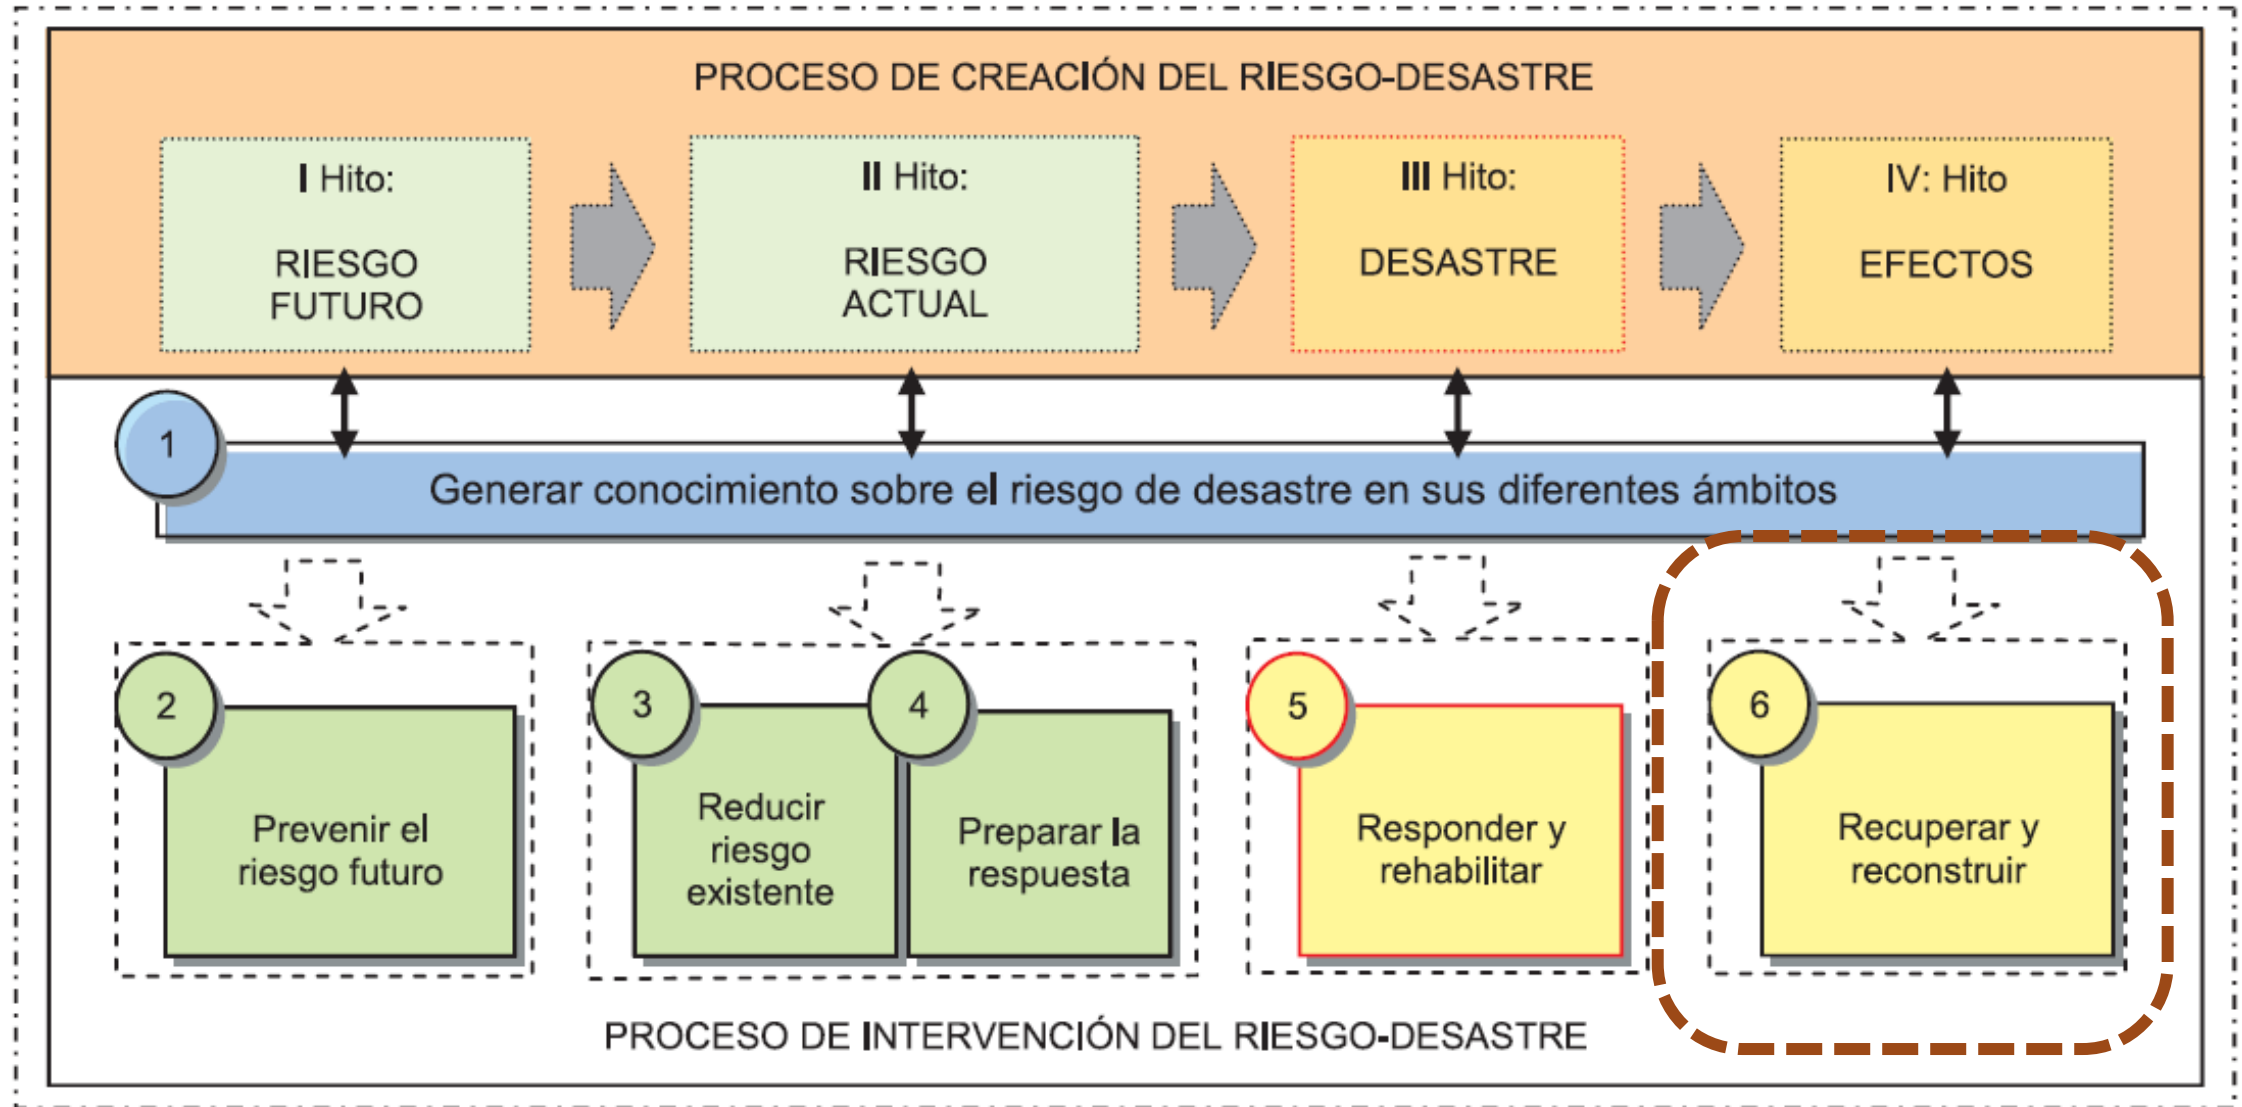 PROCESO DE CREACIÓN DEL RIESGO-DESASTRE
I Hito:
RIESGO
FUTURO
II Hito:
RIESGO
ACTUAL
III Hito:
DESASTRE
IV: Hito
EFECTOS
1
Generar conocimiento sobre el riesgo de desastre en sus diferentes ámbitos
2
Prevenir el
riesgo futuro
3
Reducir
riesgo
existente
4
Preparar la
respuesta
5
Responder y
rehabilitar
6
Recuperar y
reconstruir
PROCESO DE INTERVENCIÓN DEL RIESGO-DESASTRE